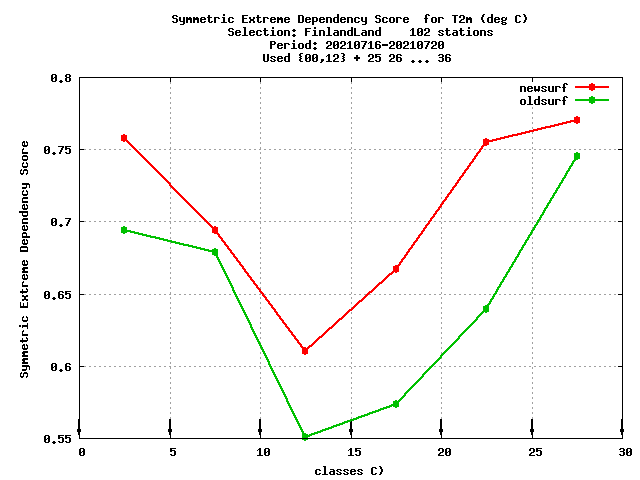 Symmetric Extreme Dependency Score  for T2m (deg C)
Selection: FinlandLand    102 stations
Period: 20210716-20210720
Used {00,12} + 25 26 ... 36
newsurf
oldsurf
Symmetric Extreme Dependency Score
0.8
0.75
0.7
0.65
0.6
0.55
0 5 10 15 20 25 30
classes C)